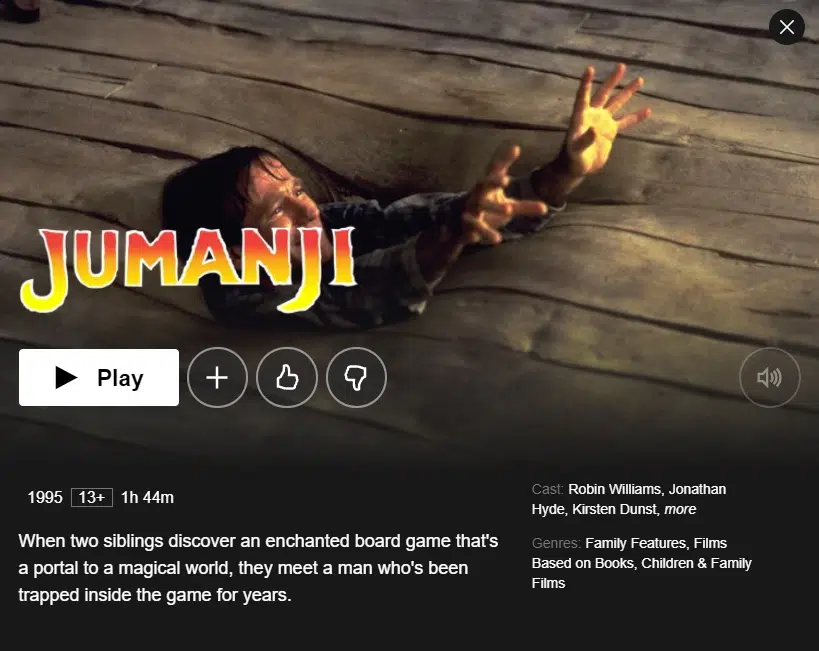 JUMANJI
Play
1995 13+ 1h 44m
When two siblings discover an enchanted board game that's
a portal to a magical world, they meet a man who's been
trapped inside the game for years.
Cast: Robin Williams, Jonathan
Hyde, Kirsten Dunst, more
Genres: Family Features, Films
Based on Books, Children & Family
Films